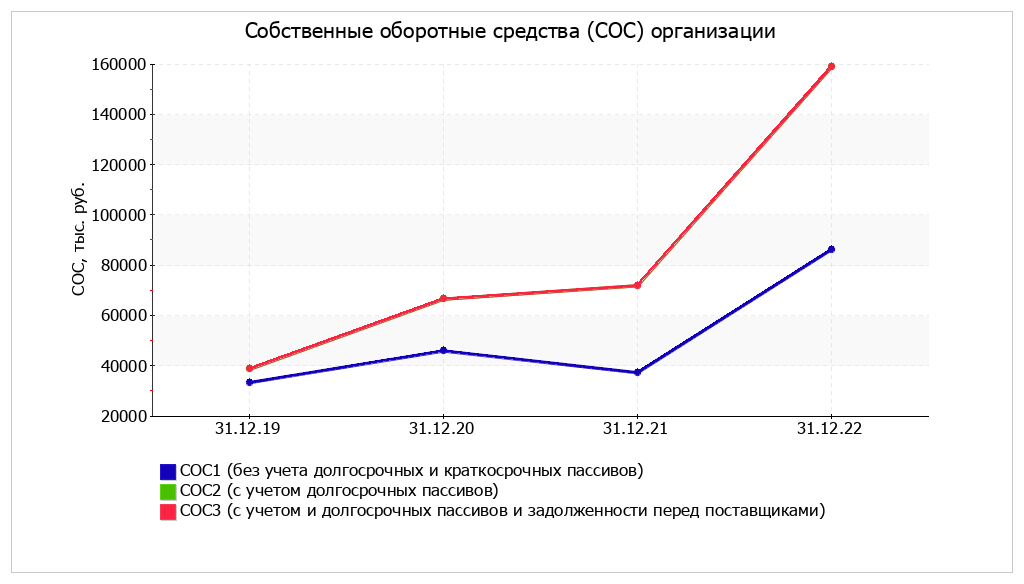 Собственные оборотные средства (СОС) организации
СОС, тыс. руб.
160000
140000
120000
100000
80000
60000
40000
20000
31.12.19 31.12.20 31.12.21 31.12.22
СОС1 (без учета долгосрочных и краткосрочных пассивов)
СОС2 (с учетом долгосрочных пассивов)
СОС3 (с учетом и долгосрочных пассивов и задолженности перед поставщиками)